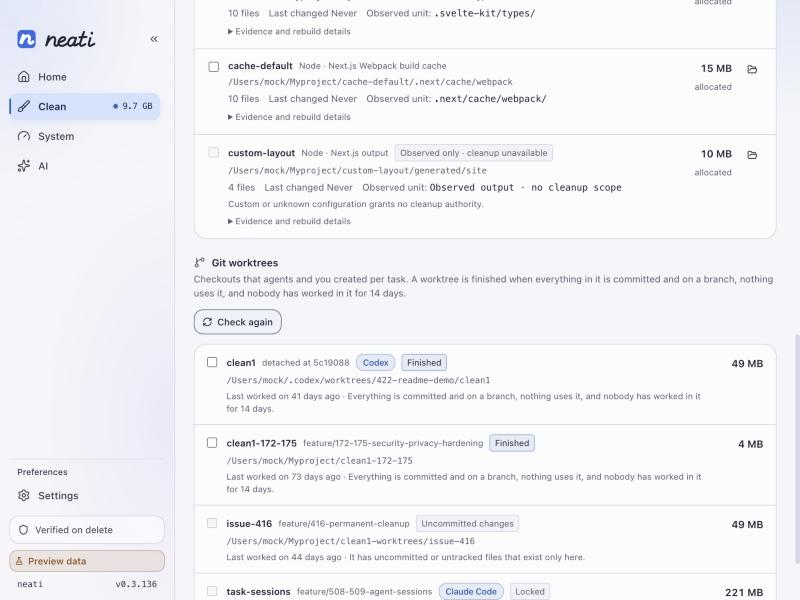 neati
«
Home
Clean
9.7 GB
System
AI
Preferences
Settings
Verified on delete
Preview data
neati
v0.3.136
10 files Last changed Never Observed unit: .svelte-kit/types/
allocated
Evidence and rebuild details
cache-default Node · Next.js Webpack build cache
15 MB
/Users/mock/Myproject/cache-default/.next/cache/webpack
allocated
10 files Last changed Never Observed unit: .next/cache/webpack/
Evidence and rebuild details
custom-layout Node · Next.js output Observed only · cleanup unavailable
10 MB
/Users/mock/Myproject/custom-layout/generated/site
allocated
4 files Last changed Never Observed unit: Observed output · no cleanup scope
Custom or unknown configuration grants no cleanup authority.
Evidence and rebuild details
Git worktrees
Checkouts that agents and you created per task. A worktree is finished when everything in it is committed and on a branch, nothing
uses it, and nobody has worked in it for 14 days.
Check again
clean1 detached at 5c19088 Codex Finished
49 MB
/Users/mock/.codex/worktrees/422-readme-demo/clean1
Last worked on 41 days ago · Everything is committed and on a branch, nothing uses it, and nobody has worked in it
for 14 days.
clean1-172-175 feature/172-175-security-privacy-hardening Finished
4 MB
/Users/mock/Myproject/clean1-172-175
Last worked on 73 days ago · Everything is committed and on a branch, nothing uses it, and nobody has worked in it
for 14 days.
issue-416 feature/416-permanent-cleanup Uncommitted changes
49 MB
/Users/mock/Myproject/clean1-worktrees/issue-416
Last worked on 44 days ago · It has uncommitted or untracked files that exist only here.
task-sessions feature/508-509-agent-sessions Claude Code Locked
221 MB